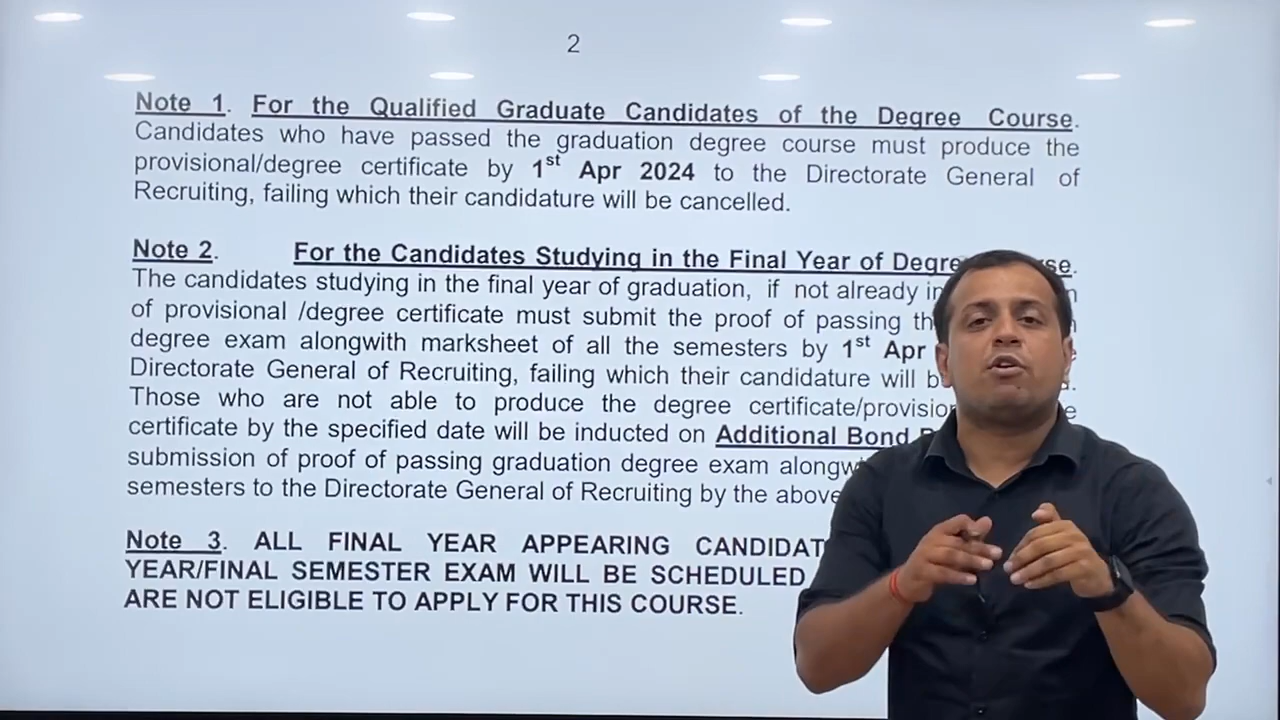 2
Note 1. For the Qualified Graduate Candidates of the Degree Course.
Candidates who have passed the graduation degree course must produce the
provisional/degree certificate by 1st Apr 2024 to the Directorate General of
Recruiting, failing which their candidature will be cancelled.
Note 2. For the Candidates Studying in the Final Year of
The candidates studying in the final year of graduation, if not already in
of provisional /degree certificate must submit the proof of passing
degree exam alongwith marksheet of all the semesters by 1st Apr
Directorate General of Recruiting, failing which their candidature will
Those who are not able to produce the degree
certificate by the specified date will be inducted on Additional Bond
submission of proof of passing graduation degree exam
semesters to the Directorate General of Recruiting by the above
Note 3. ALL FINAL YEAR APPEARING
YEAR/FINAL SEMESTER EXAM WILL BE SCHEDULED
ARE NOT ELIGIBLE TO APPLY FOR THIS COURSE.